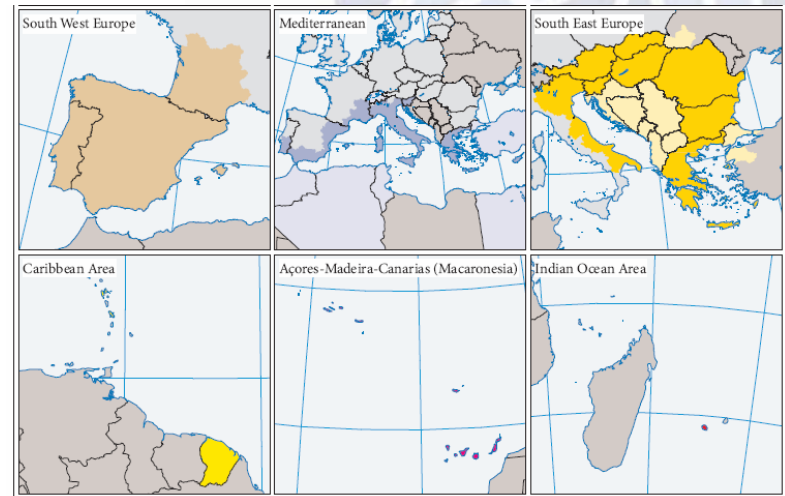 South West Europe
Mediterranean
South East Europe
Caribbean Area
Açores-Madeira-Canarias (Macaronesia)
Indian Ocean Area